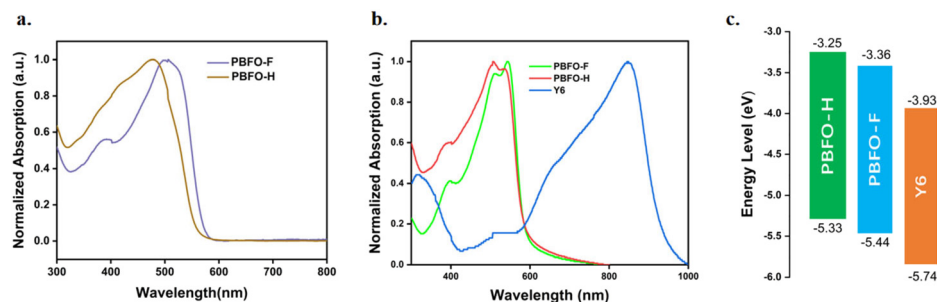 a.
Normalized Absorption (a.u.)
1.0
0.8
0.6
0.4
0.2
0.0
PBFO-F
PBFO-H
300 400 500 600 700 800
Wavelength(nm)
b.
Normalized Absorption (a.u.)
1.0
0.8
0.6
0.4
0.2
0.0
PBFO-F
PBFO-H
Y6
400 600 800 1000
Wavelength (nm)
c.
Energy Level (eV)
-3.0
-3.5
-4.0
-4.5
-5.0
-5.5
-6.0
-3.25
PBFO-H
-5.33
-3.36
PBFO-F
-5.44
-3.93
Y6
-5.74